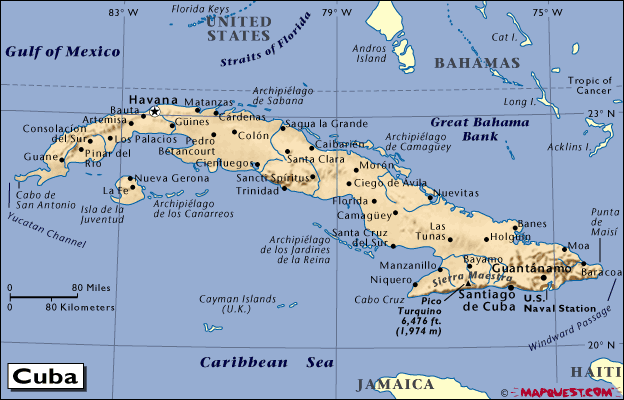 83° W
Florida Keys
79° W
75° W
UNITED
STATES
Gulf of Mexico
Straits of Florida
Andros
Island
Cat I.
BAHAMAS
Tropic of
Cancer
Long I.
23° N
Great Bahama
Bank
Acklins I.
Havana
Matanzas
Archipiélago
de Sabana
Bauta
Cardenas
Artemisa
Güines
Sagua la Grande
Consolacíon
del Sur
Los Palacios
Pedro
Bétancourt
Colón
Caibarién
Archipiélago de
Camagüey
Guane
Pinar del
Río
Cienfuegos
Santa Clara
Morón
Cabo de
San Antonio
Nueva Gerona
La Fe
Sancti Spíritus
Trinidad
Ciego de Avila
Nuevitas
Yucatan Channel
Isla de la
Juventud
Archipiélago
de los Canarreos
Florida
Camagüey
Banes
Punta
de
Maisí
Archipiélago
de los Jardines
de la Reina
Santa Cruz
del Sur
Las
Tunas
Holguín
Moa
Manzanillo
Bayamo
Guantánamo
Baracoa
80 Miles
80 Kilometers
Cayman Islands
(U.K.)
Niquero
Sierra Maestra
Cabo Cruz
Pico
Turquino
6,476 ft.
(1,974 m)
Santiago
de Cuba
U.S.
Naval Station
Windward Passage
20° N
Caribbean Sea
Cuba
JAMAICA
HAITI
MAPQUEST.COM